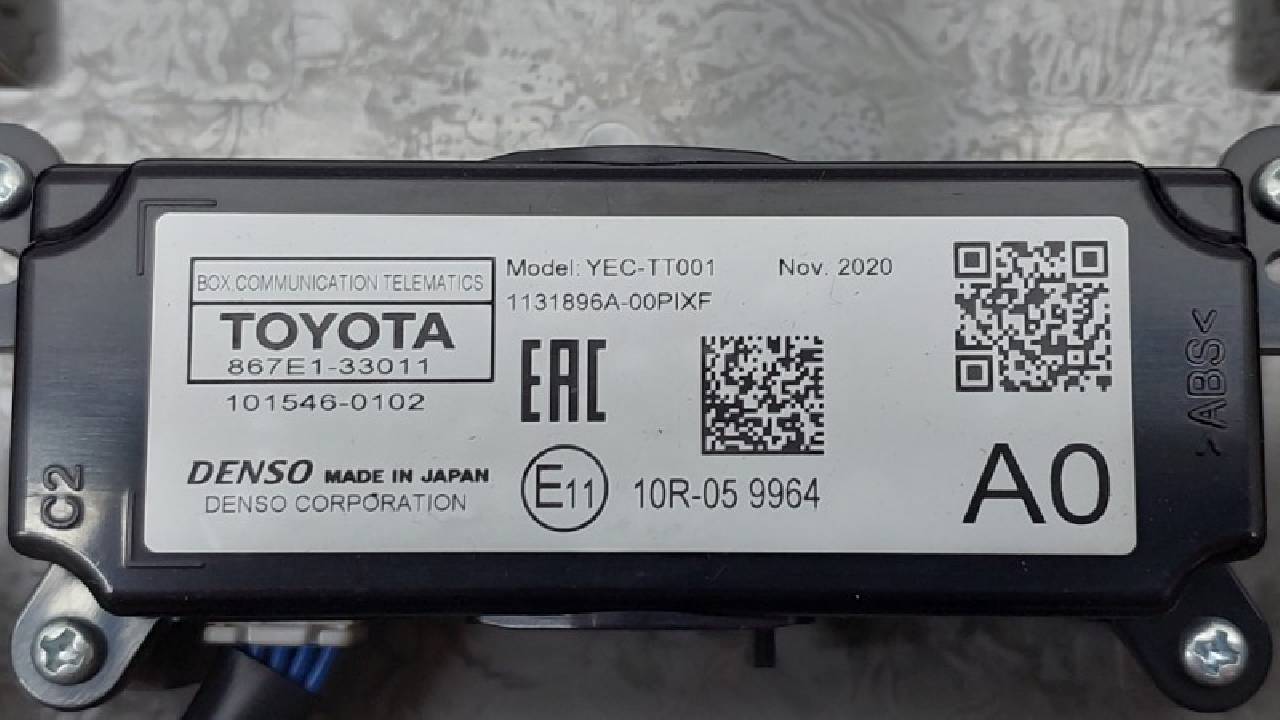 BOX,COMMUNICATION TELEMATICS
TOYOTA
867E1-33011
101546-0102
DENSO MADE IN JAPAN
DENSO CORPORATION
Model: YEC-TT001 Nov. 2020
1131896A-00PIXF
EAC
E11 10R-05 9964
A0
C2
>ABS<